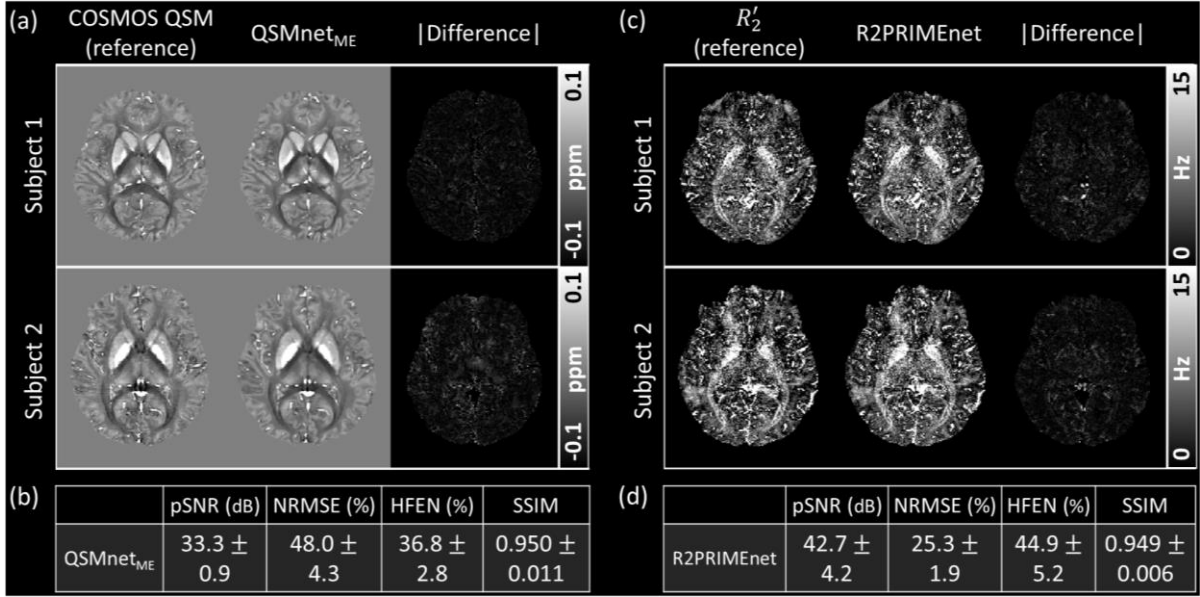 (a)
COSMOS QSM
(reference)
QSMnet_ME
|Difference|
Subject 1
0.1
ppm
-0.1
Subject 2
0.1
ppm
-0.1
(b)
pSNR (dB) NRMSE (%) HFEN (%) SSIM
QSMnet_ME 33.3 ± 48.0 ± 36.8 ± 0.950 ±
0.9 4.3 2.8 0.011
(c)
R₂′
(reference)
R2PRIMEnet
|Difference|
Subject 1
15
Hz
0
Subject 2
15
Hz
0
(d)
pSNR (dB) NRMSE (%) HFEN (%) SSIM
R2PRIMEnet 42.7 ± 25.3 ± 44.9 ± 0.949 ±
4.2 1.9 5.2 0.006